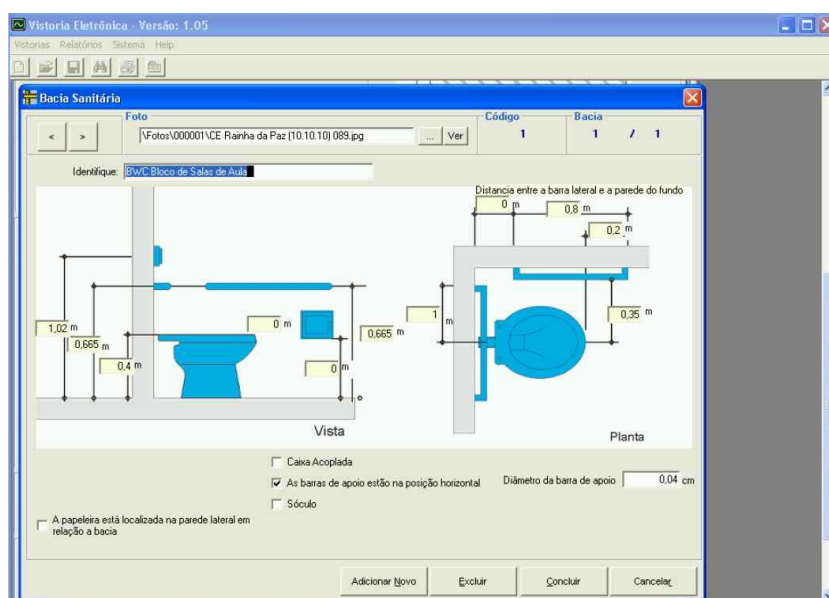 Vistoria Eletrônica - Versão: 1.05
Vistorias Relatórios Sistema Help
Bacia Sanitária
Foto
Código
Bacia
< > \Fotos\000001\CE Rainha da Paz (10.10.10) 089.jpg ... Ver 1 1 / 1
Identifique: BWC Bloco de Salas de Aula
Distancia entre a barra lateral e a parede do fundo
0 m 0,8 m
0,2 m
1 m
0,35 m
1,02 m
0,665 m
0,4 m
0 m
0,665 m
0 m
Vista
Planta
Caixa Acoplada
As barras de apoio estão na posição horizontal
Diâmetro da barra de apoio 0,04 cm
Sóculo
A papeleira está localizada na parede lateral em
relação a bacia
Adicionar Novo Excluir Concluir Cancelar